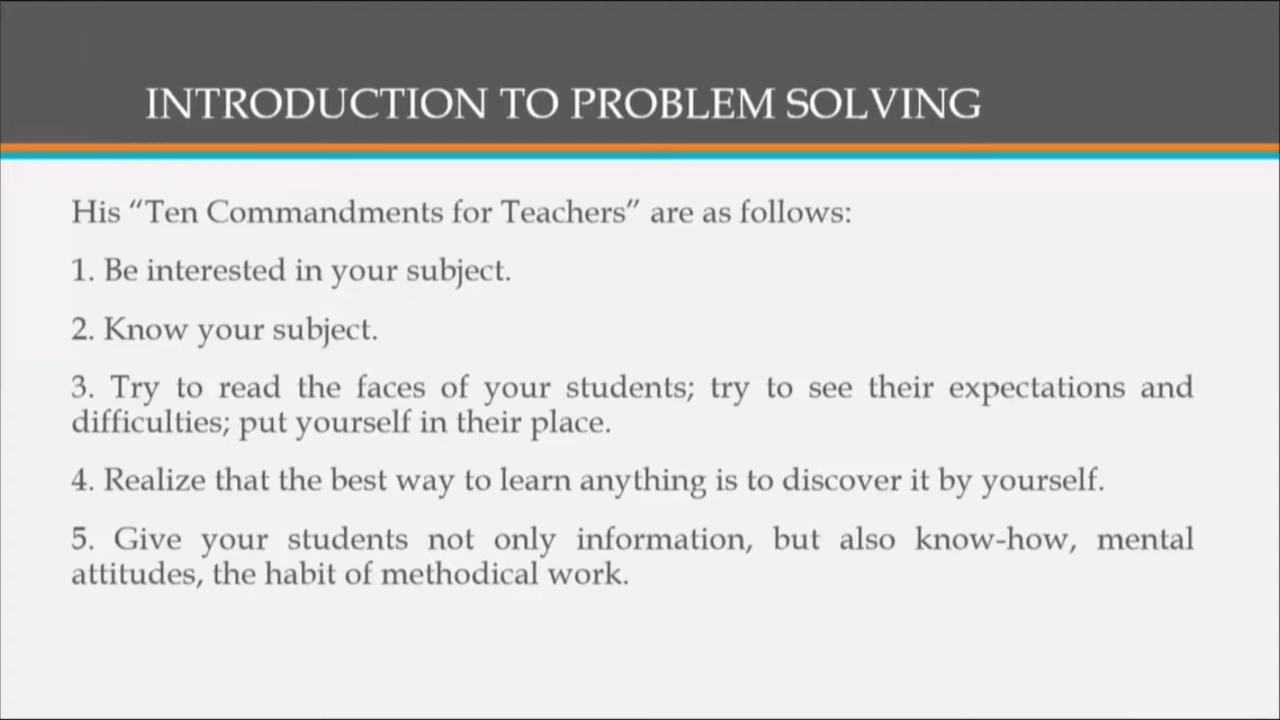 INTRODUCTION TO PROBLEM SOLVING
His “Ten Commandments for Teachers” are as follows:
1. Be interested in your subject.
2. Know your subject.
3. Try to read the faces of your students; try to see their expectations and
difficulties; put yourself in their place.
4. Realize that the best way to learn anything is to discover it by yourself.
5. Give your students not only information, but also know-how, mental
attitudes, the habit of methodical work.